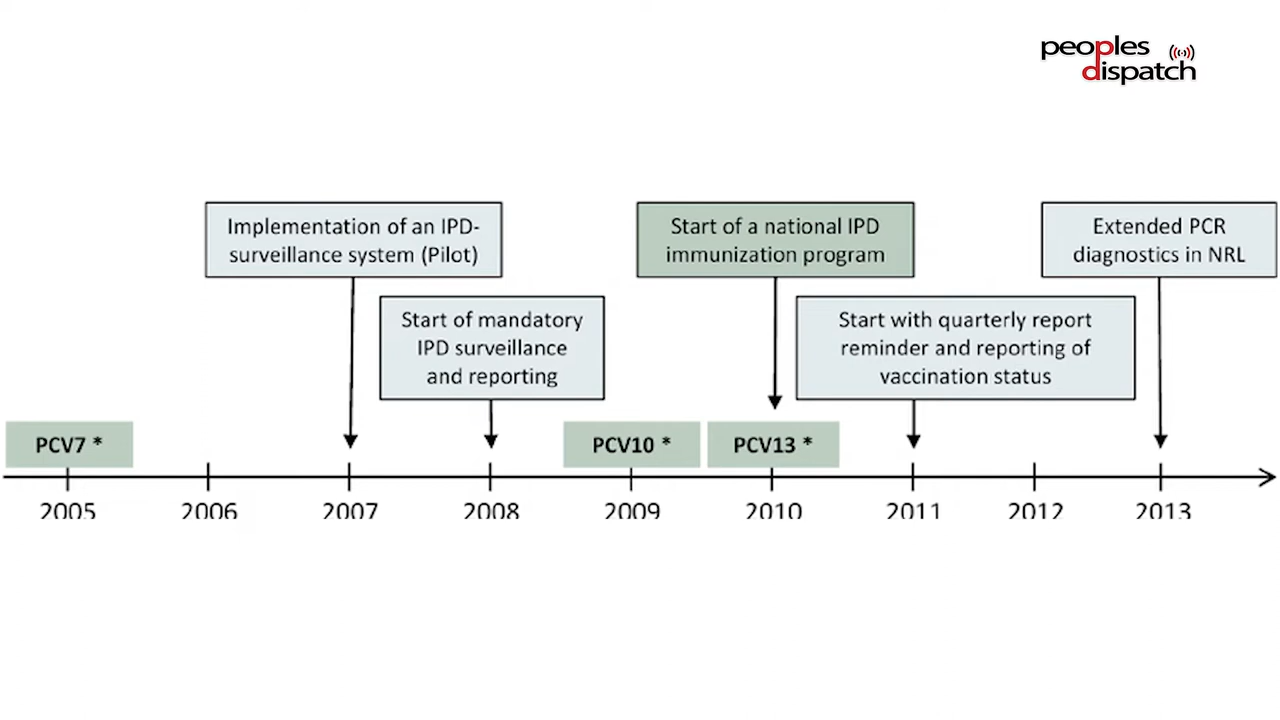 peoples
dispatch
Implementation of an IPD-
surveillance system (Pilot)
Start of a national IPD
immunization program
Extended PCR
diagnostics in NRL
Start of mandatory
IPD surveillance
and reporting
Start with quarterly report
reminder and reporting of
vaccination status
PCV7 *
PCV10 *
PCV13 *
2005 2006 2007 2008 2009 2010 2011 2012 2013